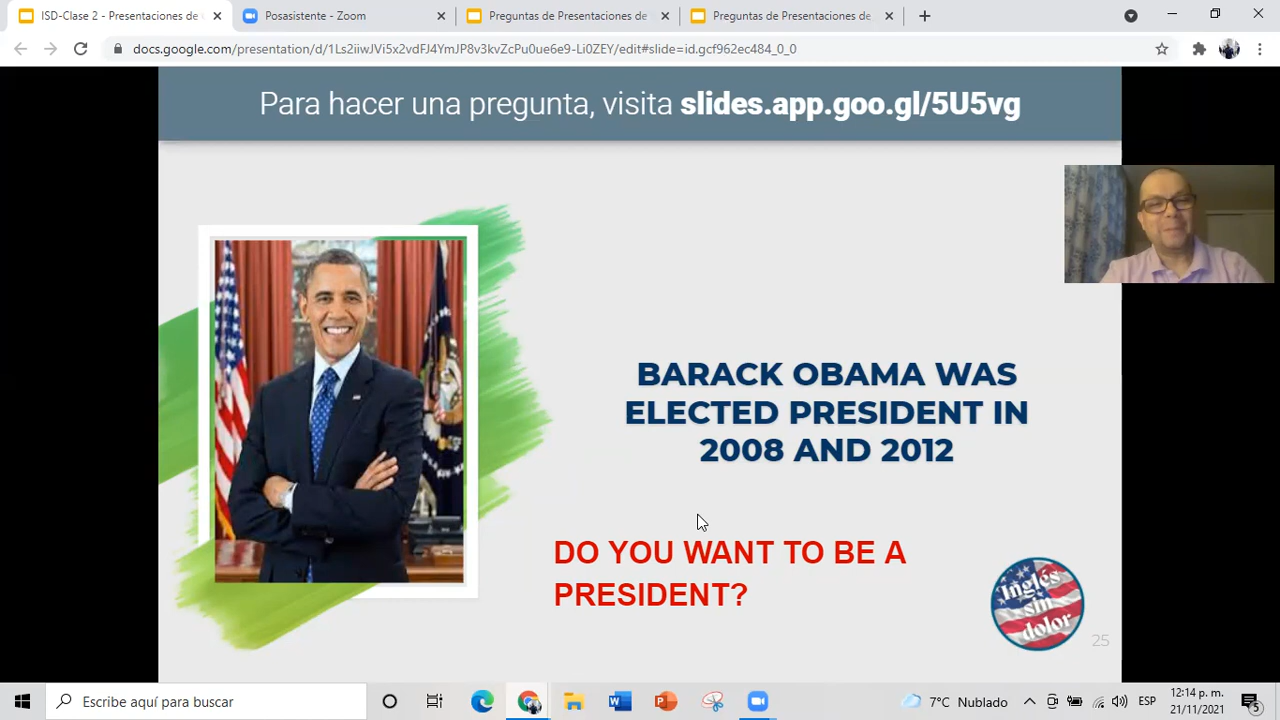 ISD-Clase 2 - Presentaciones de
Posasistente - Zoom
Preguntas de Presentaciones de
Preguntas de Presentaciones de
docs.google.com/presentation/d/1Ls2iiwJVi5x2vdFJ4YmJP8v3kvZcPu0ue6e9-Li0ZEY/edit#slide=id.gcf962ec484_0_0
Para hacer una pregunta, visita slides.app.goo.gl/5U5vg
BARACK OBAMA WAS
ELECTED PRESIDENT IN
2008 AND 2012
DO YOU WANT TO BE A
PRESIDENT?
Inglés
sin
dolor
25
Escribe aquí para buscar
7°C Nublado
ESP
12:14 p. m.
21/11/2021
5